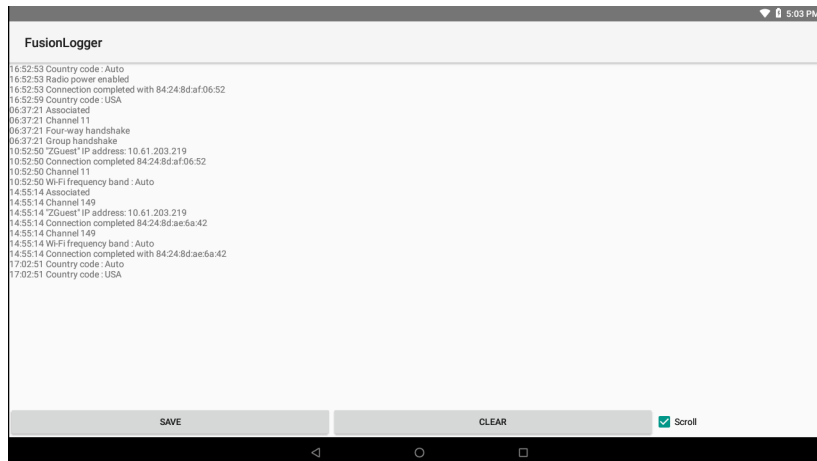 5:03 PM
FusionLogger
16:52:53 Country code : Auto
16:52:53 Radio power enabled
16:52:53 Connection completed with 84:24:8d:af:06:52
16:52:59 Country code : USA
06:37:21 Associated
06:37:21 Channel 11
06:37:21 Four-way handshake
06:37:21 Group handshake
10:52:50 "ZGuest" IP address: 10.61.203.219
10:52:50 Connection completed 84:24:8d:af:06:52
10:52:50 Channel 11
10:52:50 Wi-Fi frequency band : Auto
14:55:14 Associated
14:55:14 Channel 149
14:55:14 "ZGuest" IP address: 10.61.203.219
14:55:14 Connection completed 84:24:8d:ae:6a:42
14:55:14 Channel 149
14:55:14 Wi-Fi frequency band : Auto
14:55:14 Connection completed with 84:24:8d:ae:6a:42
17:02:51 Country code : Auto
17:02:51 Country code : USA
SAVE CLEAR Scroll